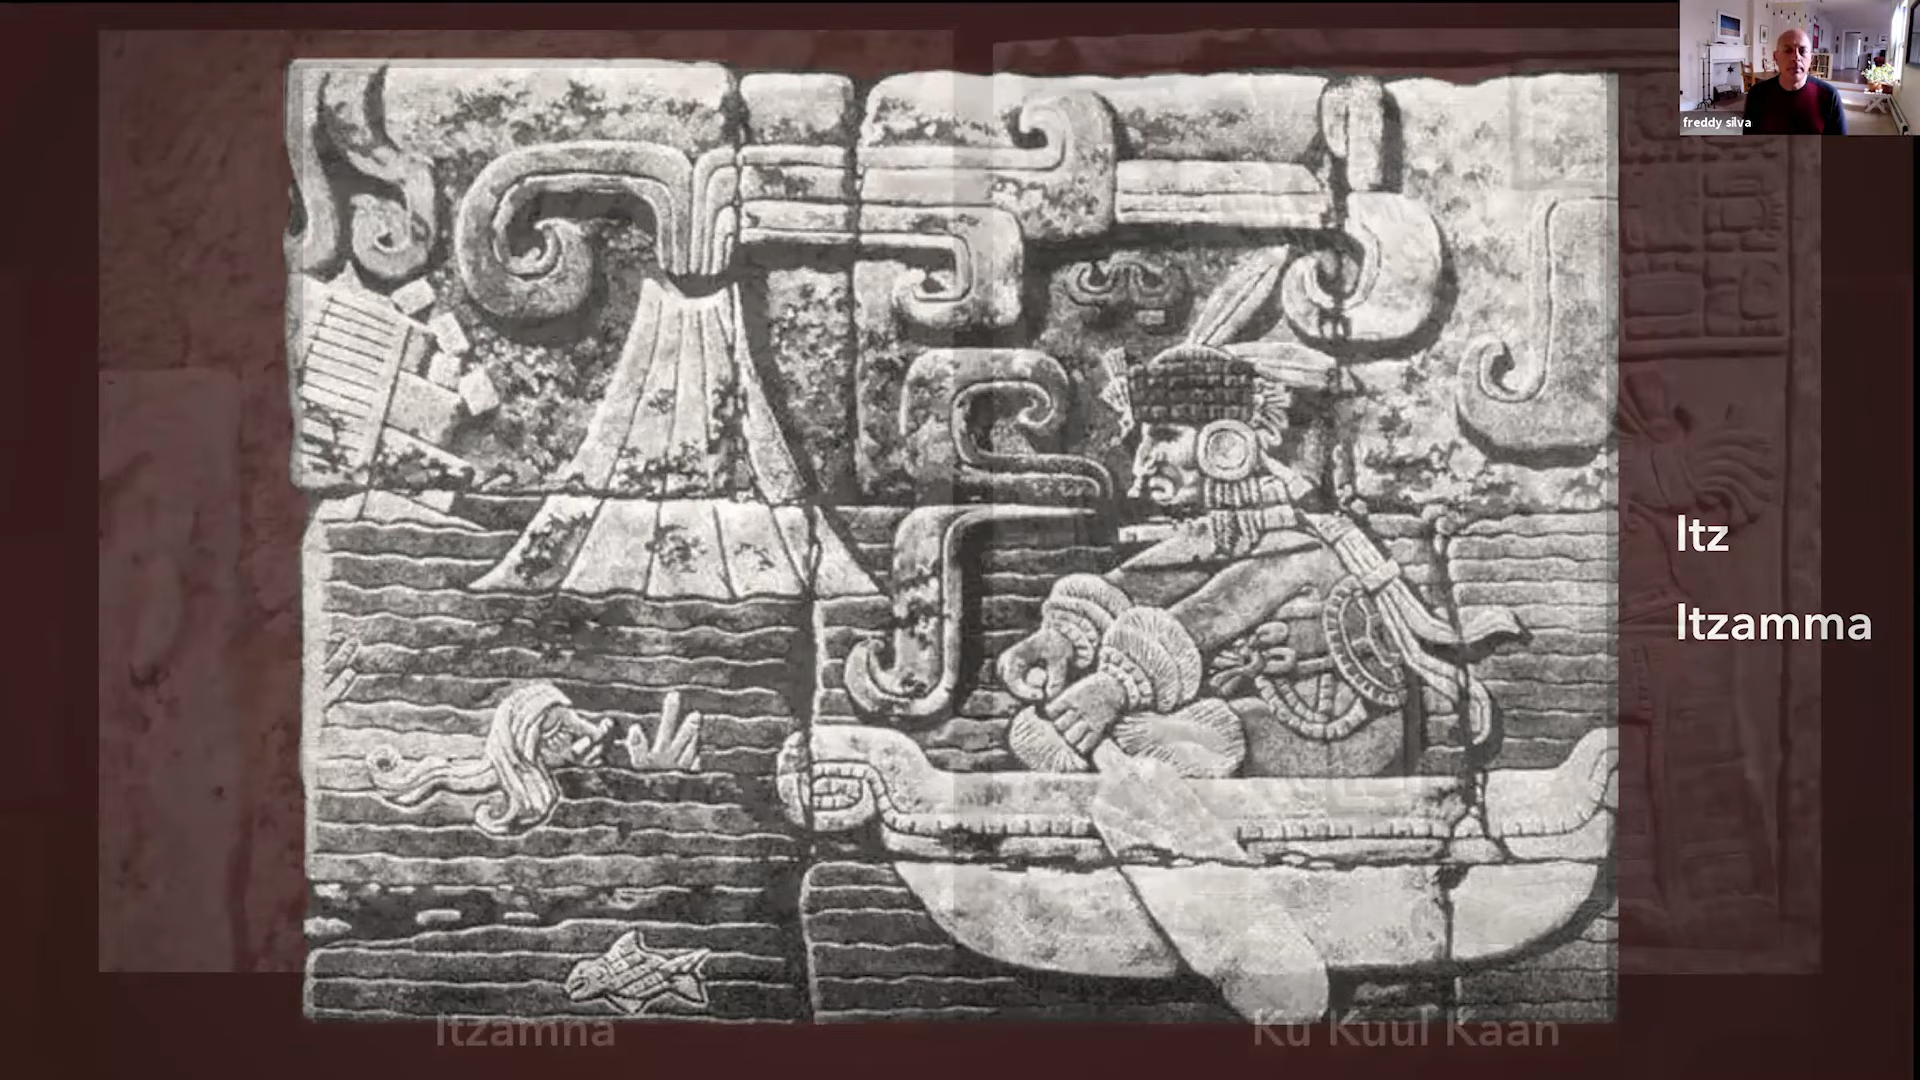 freddy silva
Itz
Itzamma
Itzamna
Ku Kuul Kaan